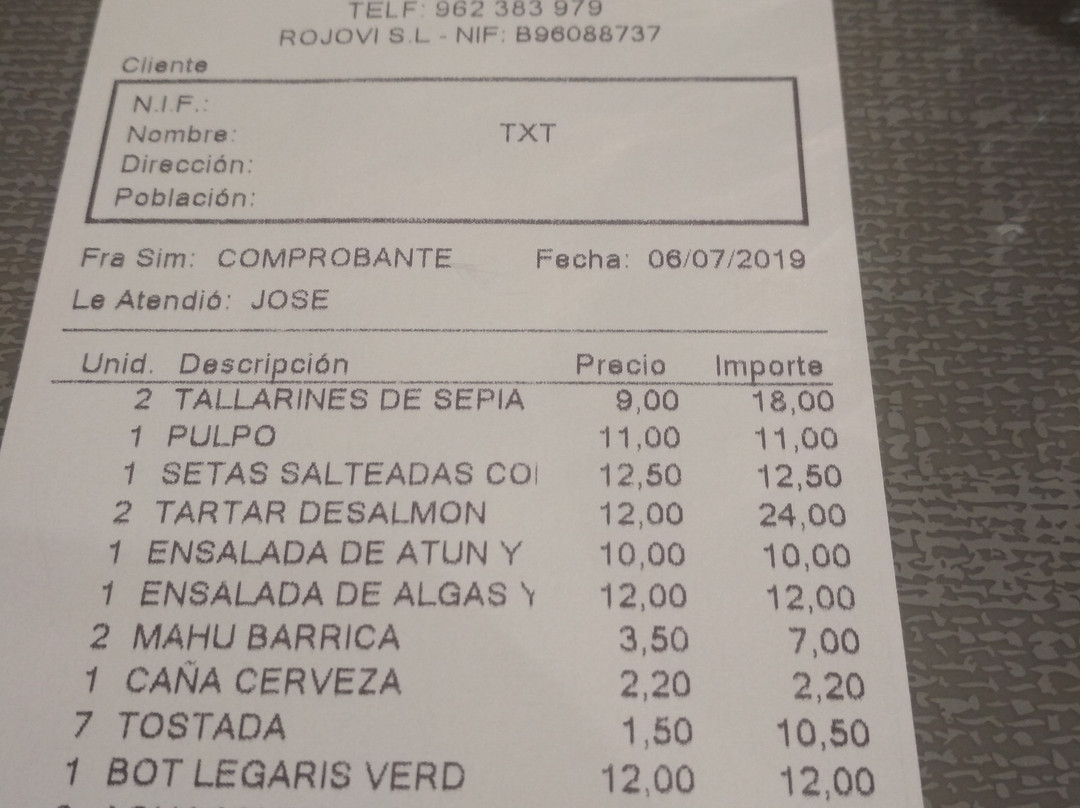 TELF: 962 383 979
ROJOVI S.L - NIF: B96088737
Cliente
N.I.F.:
Nombre: TXT
Dirección:
Población:
Fra Sim: COMPROBANTE Fecha: 06/07/2019
Le Atendió: JOSE
Unid. Descripción Precio Importe
2 TALLARINES DE SEPIA 9,00 18,00
1 PULPO 11,00 11,00
1 SETAS SALTEADAS 12,50 12,50
2 TARTAR DESALMON 12,00 24,00
1 ENSALADA DE ATUN Y 10,00 10,00
1 ENSALADA DE ALGAS Y 12,00 12,00
2 MAHU BARRICA 3,50 7,00
1 CAÑA CERVEZA 2,20 2,20
7 TOSTADA 1,50 10,50
1 BOT LEGARIS VERD 12,00 12,00